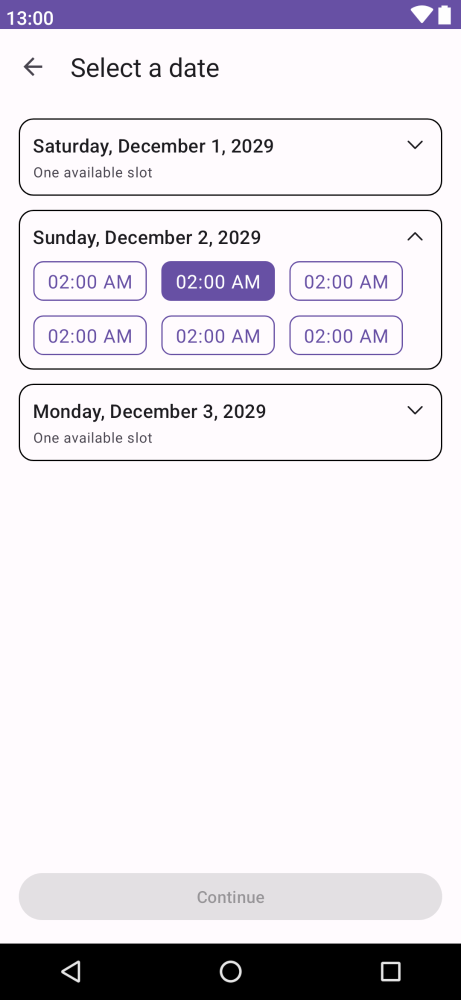 13:00
Select a date
Saturday, December 1, 2029
One available slot
Sunday, December 2, 2029
02:00 AM 02:00 AM 02:00 AM
02:00 AM 02:00 AM 02:00 AM
Monday, December 3, 2029
One available slot
Continue